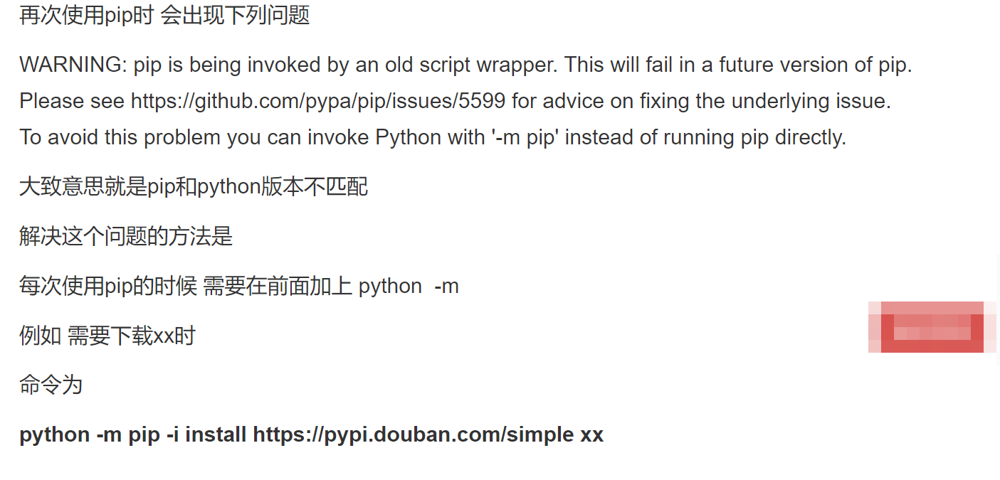 再次使用pip时 会出现下列问题
WARNING: pip is being invoked by an old script wrapper. This will fail in a future version of pip.
Please see https://github.com/pypa/pip/issues/5599 for advice on fixing the underlying issue.
To avoid this problem you can invoke Python with '-m pip' instead of running pip directly.
大致意思就是pip和python版本不匹配
解决这个问题的方法是
每次使用pip的时候 需要在前面加上 python  -m
例如 需要下载xx时
命令为
python -m pip -i install https://pypi.douban.com/simple xx